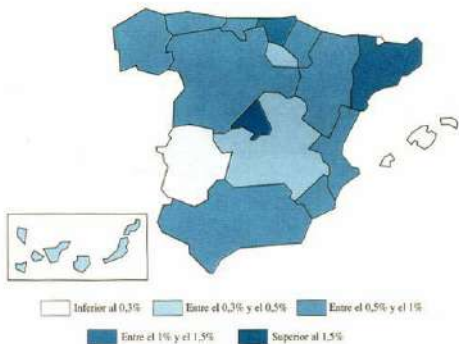 Inferior al 0,3% Entre el 0,3% y el 0,5% Entre el 0,5% y el 1%
Entre el 1% y el 1,5% Superior al 1,5%